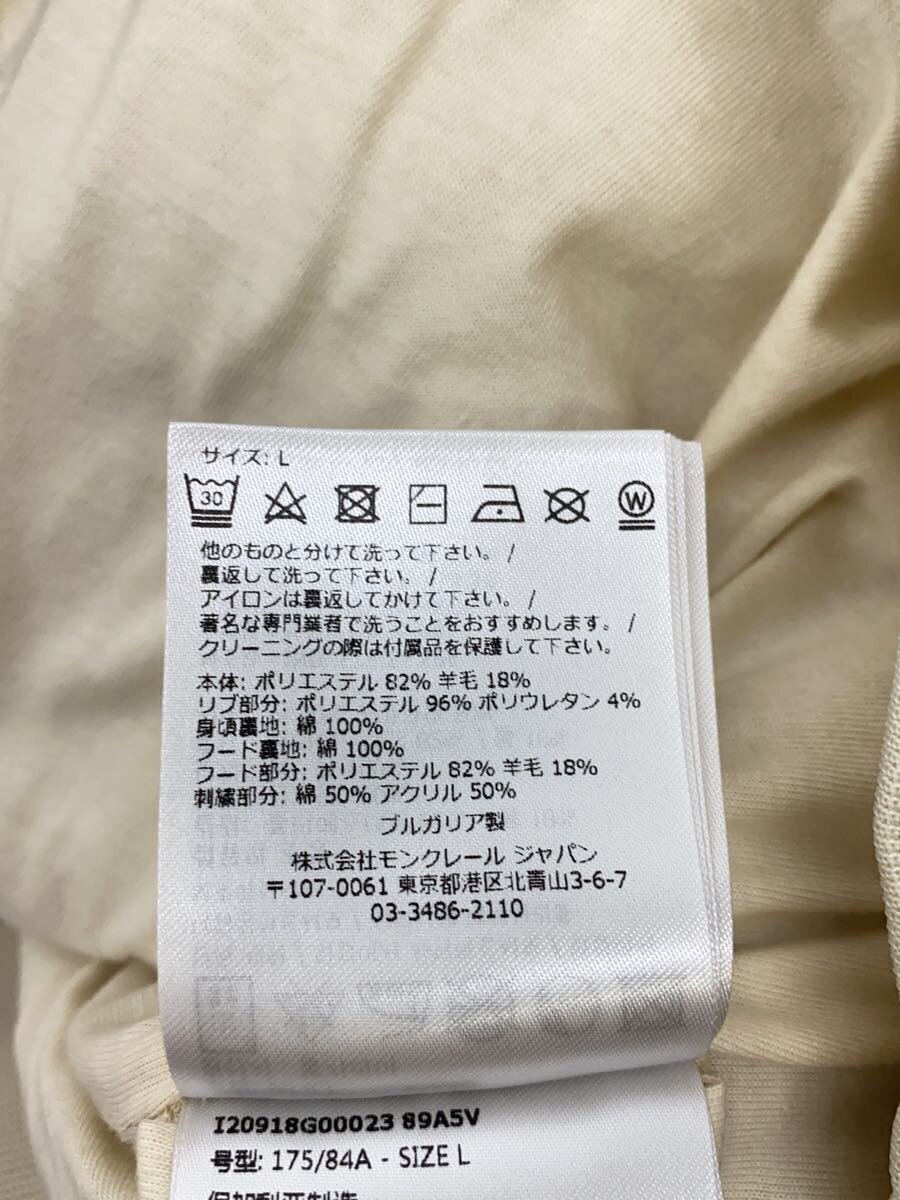 サイズ: L
30
W
他のものと分けて洗って下さい。/
裏返して洗って下さい。/
アイロンは裏返してかけて下さい。/
著名な専門業者で洗うことをおすすめします。/
クリーニングの際は付属品を保護して下さい。
本体: ポリエステル 82% 羊毛 18%
リブ部分: ポリエステル 96% ポリウレタン 4%
身頃裏地: 綿 100%
フード裏地: 綿 100%
フード部分: ポリエステル 82% 羊毛 18%
刺繍部分: 綿 50% アクリル 50%
ブルガリア製
株式会社モンクレール ジャパン
〒107-0061 東京都港区北青山3-6-7
03-3486-2110
I20918G00023 89A5V
号型: 175/84A - SIZE L
保加利亚制造